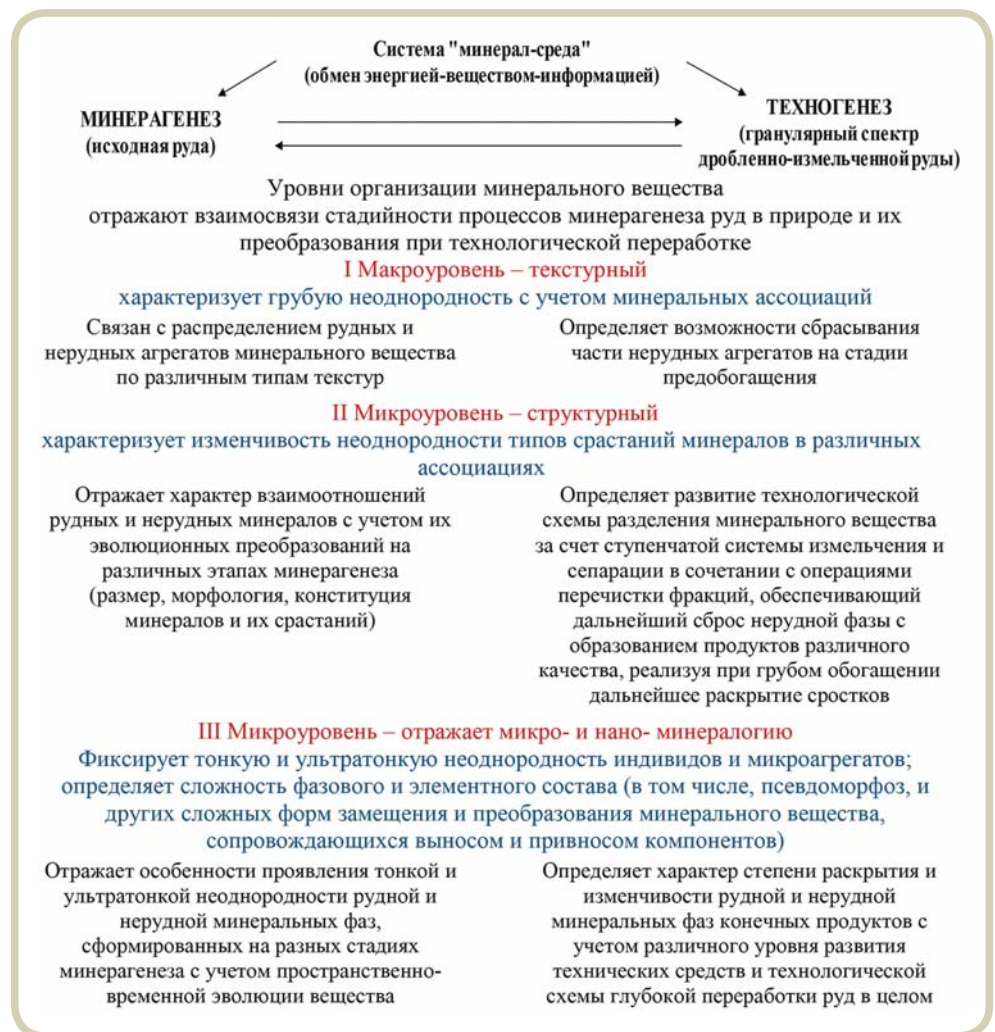 Система "минерал-среда"
(обмен энергией-веществом-информацией)
МИНЕРАГЕНЕЗ
(исходная руда)
ТЕХНОГЕНЕЗ
(гранулярный спектр
дробленно-измельченной руды)
Уровни организации минерального вещества
отражают взаимосвязи стадийности процессов минерагенеза руд в природе и их
преобразования при технологической переработке
I Макроуровень – текстурный
характеризует грубую неоднородность с учетом минеральных ассоциаций
Связан с распределением рудных и
нерудных агрегатов минерального вещества
по различным типам текстур
Определяет возможности сбрасывания
части нерудных агрегатов на стадии
предобогащения
II Микроуровень – структурный
характеризует изменчивость неоднородности типов срастаний минералов в различных
ассоциациях
Отражает характер взаимоотношений
рудных и нерудных минералов с учетом их
эволюционных преобразований на
различных этапах минерагенеза
(размер, морфология, конституция
минералов и их срастаний)
Определяет развитие технологической
схемы разделения минерального вещества
за счет ступенчатой системы измельчения и
сепарации в сочетании с операциями
перечистки фракций, обеспечивающий
дальнейший сброс нерудной фазы с
образованием продуктов различного
качества, реализуя при грубом обогащении
дальнейшее раскрытие сростков
III Микроуровень – отражает микро- и нано- минералогию
Фиксирует тонкую и ультратонкую неоднородность индивидов и микроагрегатов;
определяет сложность фазового и элементного состава (в том числе, псевдоморфоз, и
других сложных форм замещения и преобразования минерального вещества,
сопровождающихся выносом и привносом компонентов)
Отражает особенности проявления тонкой и
ультратонкой неоднородности рудной и
нерудной минеральных фаз,
сформированных на разных стадиях
минерагенеза с учетом пространственно-
временной эволюции вещества
Определяет характер степени раскрытия и
изменчивости рудной и нерудной
минеральных фаз конечных продуктов с
учетом различного уровня развития
технических средств и технологической
схемы глубокой переработки руд в целом